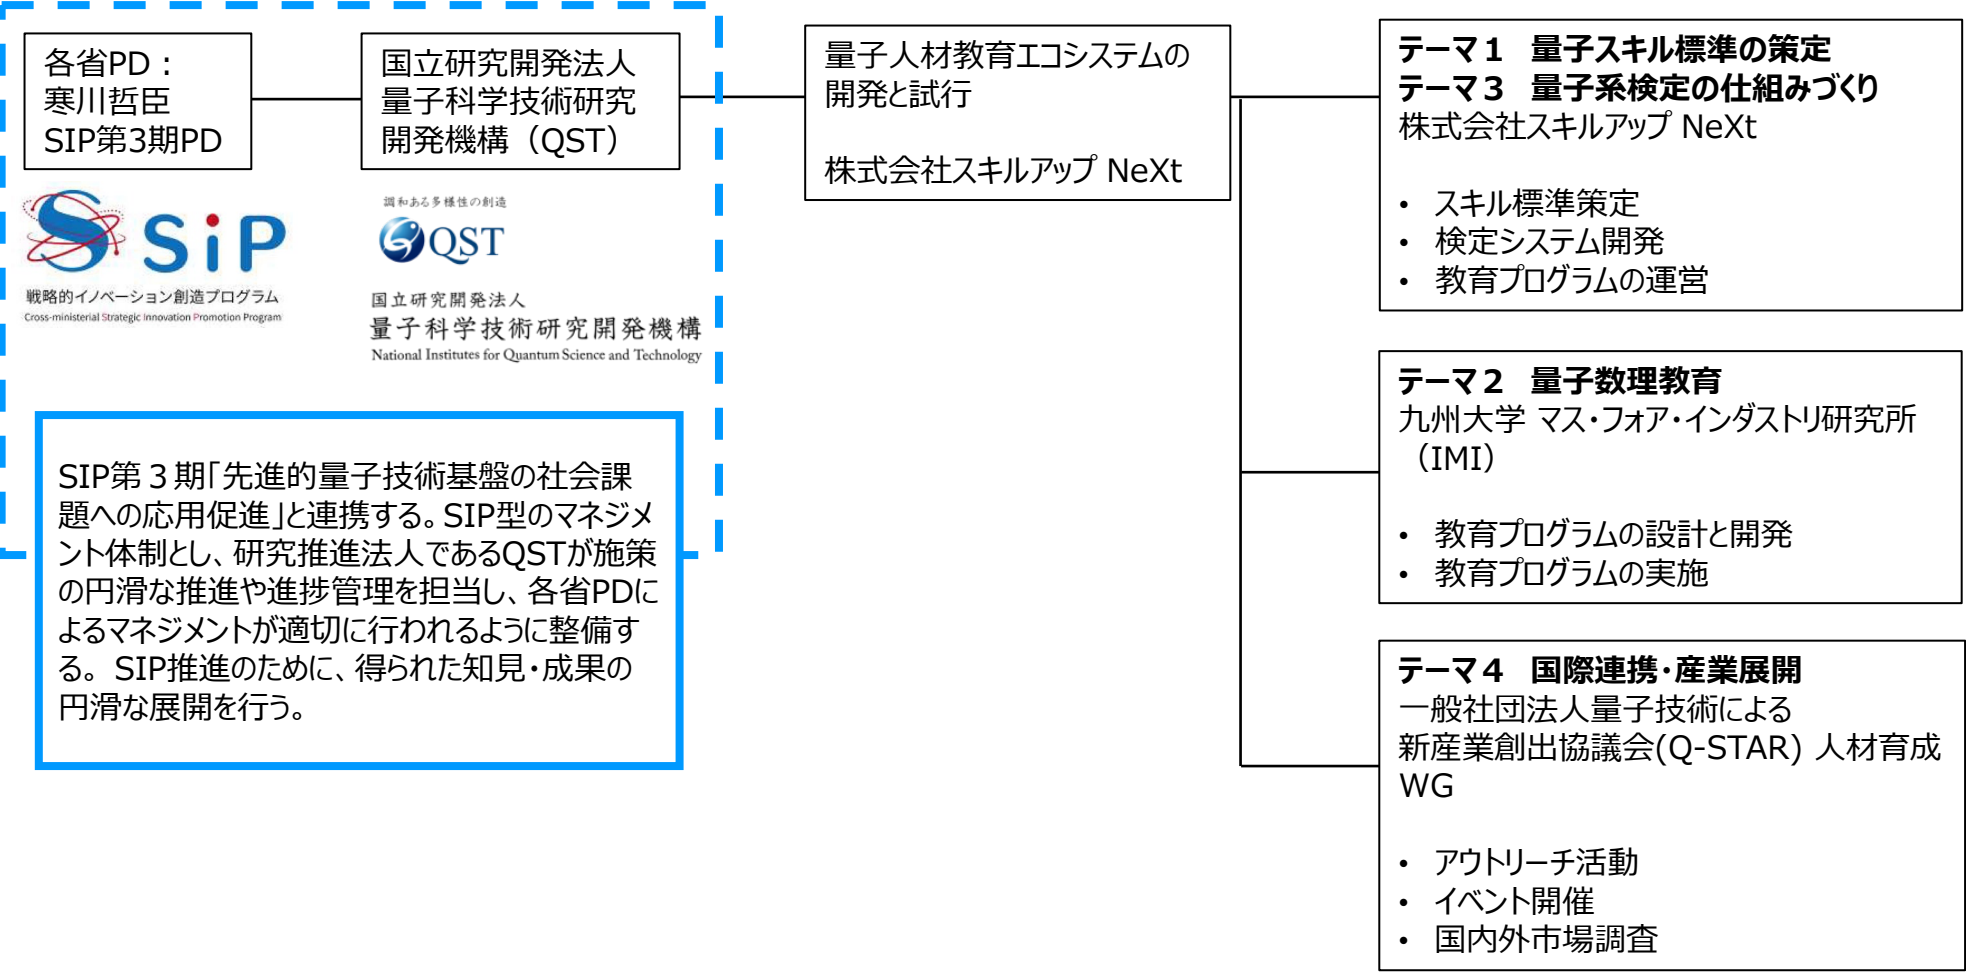 各省PD：
寒川哲臣
SIP第3期PD
国立研究開発法人
量子科学技術研究
開発機構（QST）
SiP
戦略的イノベーション創造プログラム
Cross-ministerial Strategic Innovation Promotion Program
調和ある多様性の創造
QST
国立研究開発法人
量子科学技術研究開発機構
National Institutes for Quantum Science and Technology
SIP第３期「先進的量子技術基盤の社会課
題への応用促進」と連携する。SIP型のマネジメ
ント体制とし、研究推進法人であるQSTが施策
の円滑な推進や進捗管理を担当し、各省PDに
よるマネジメントが適切に行われるように整備す
る。SIP推進のために、得られた知見・成果の
円滑な展開を行う。
量子人材教育エコシステムの
開発と試行
株式会社スキルアップ NeXt
テーマ１　量子スキル標準の策定
テーマ３　量子系検定の仕組みづくり
株式会社スキルアップ NeXt
• スキル標準策定
• 検定システム開発
• 教育プログラムの運営
テーマ２　量子数理教育
九州大学 マス・フォア・インダストリ研究所
（IMI）
• 教育プログラムの設計と開発
• 教育プログラムの実施
テーマ４　国際連携・産業展開
一般社団法人量子技術による
新産業創出協議会(Q-STAR) 人材育成
WG
• アウトリーチ活動
• イベント開催
• 国内外市場調査